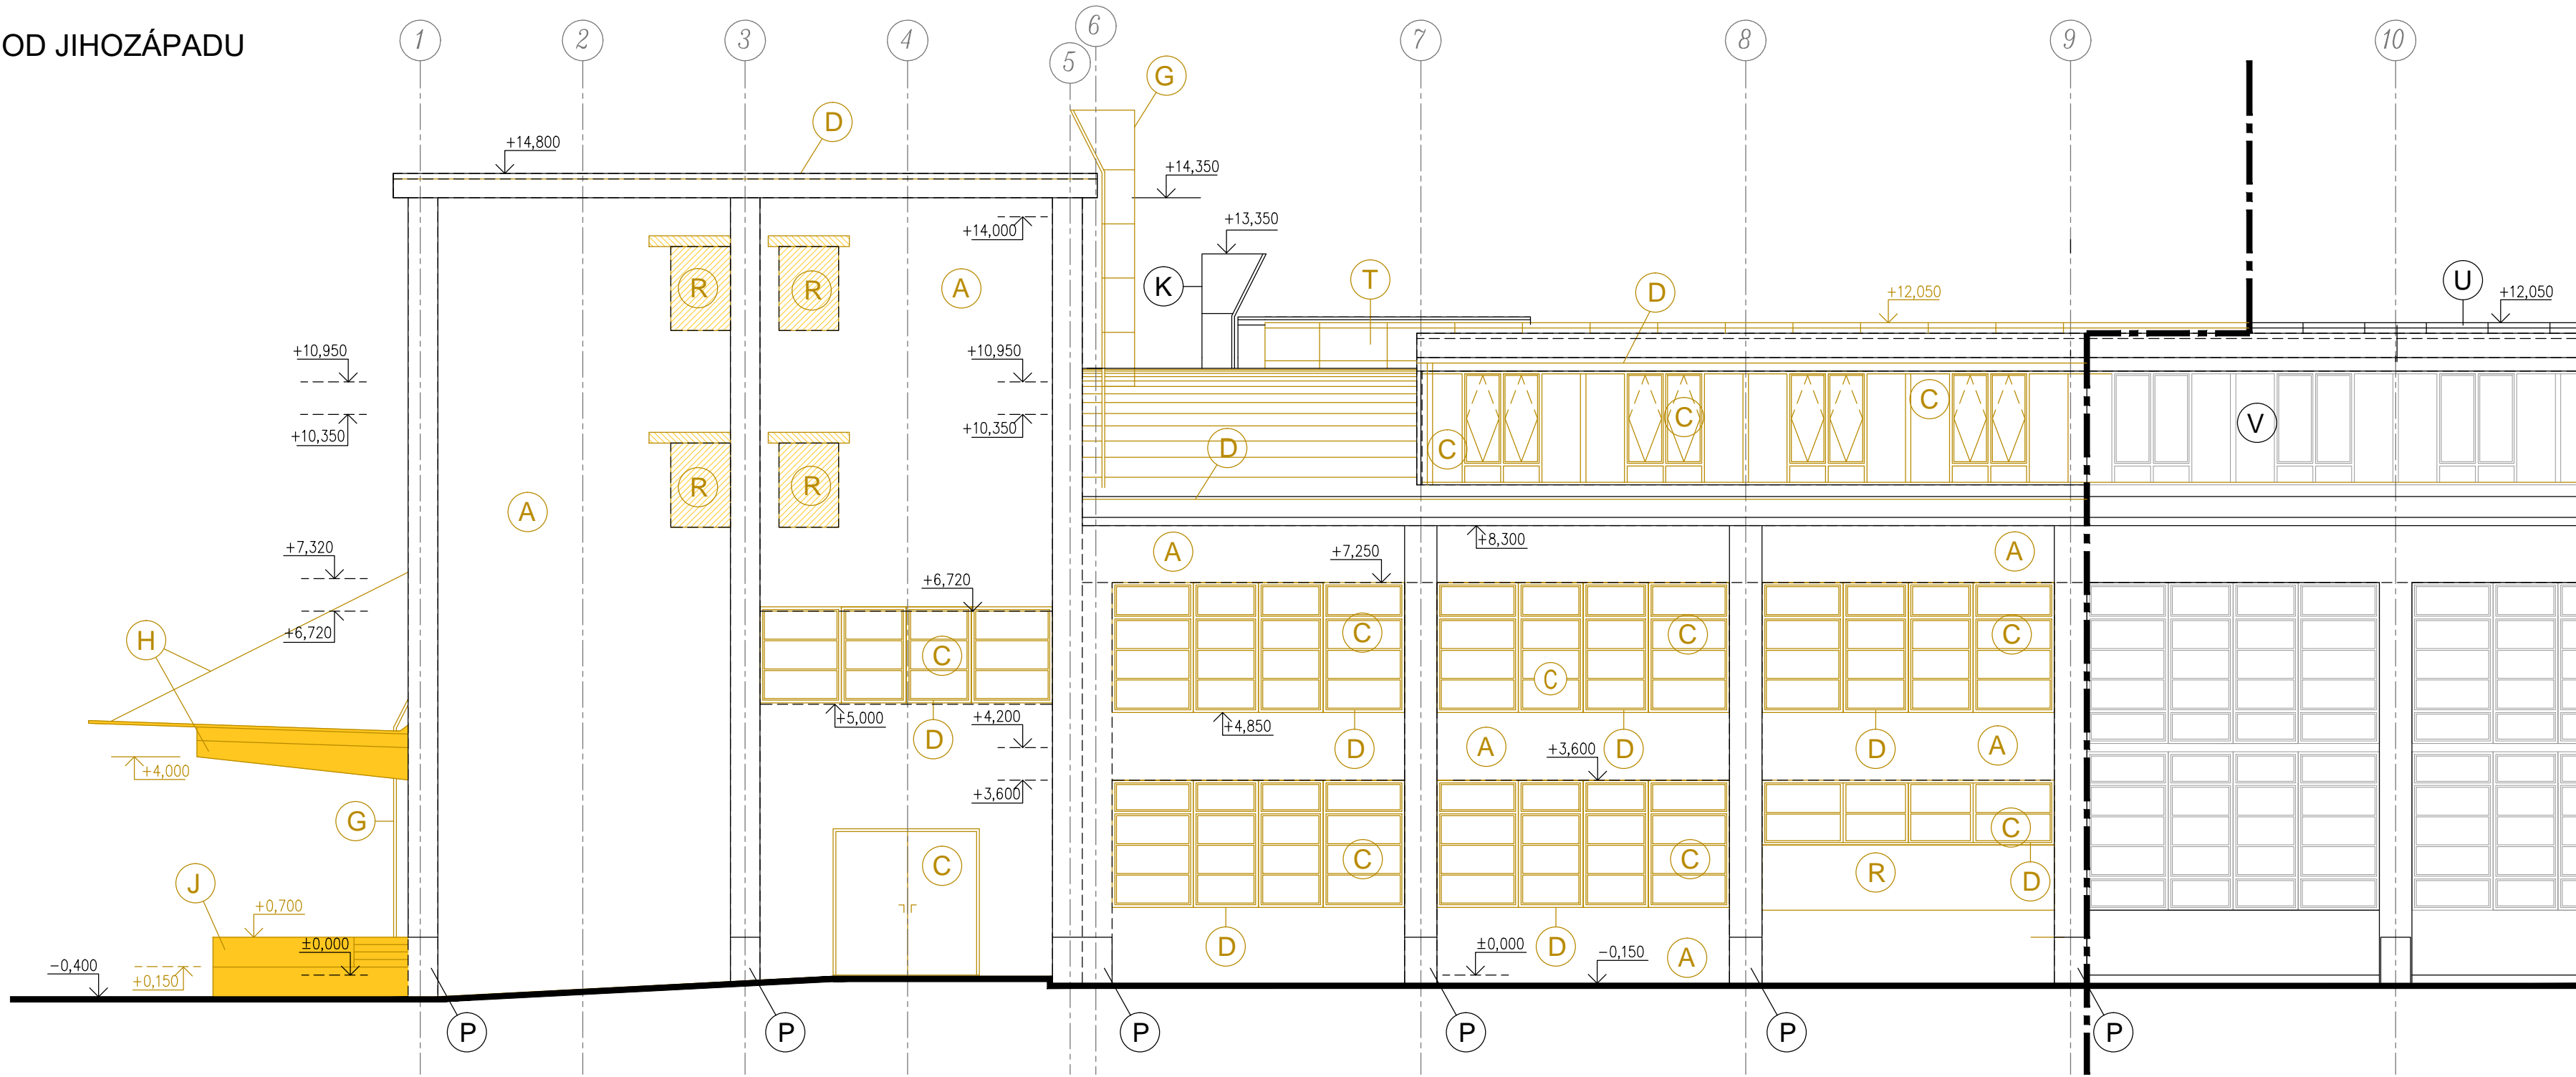 OD JIHOZÁPADU
1 2 3 4 5 6 7 8 9 10
G
D
+14,800
+14,350
+14,000
+13,350
R R A K T D U
+12,050 +12,050
+10,950 +10,950
+10,350 +10,350
C C C V
D
R R
A
A +8,300 A
+7,320 +7,250
+6,720
+6,720
H C C C C
C
+5,000 +4,200 +4,850
D D A D D A
+4,000 +3,600
+3,600
G C
C C C
R D
J
+0,700
±0,000 D ±0,000 D -0,150 A
-0,400 +0,150
P P P P P P